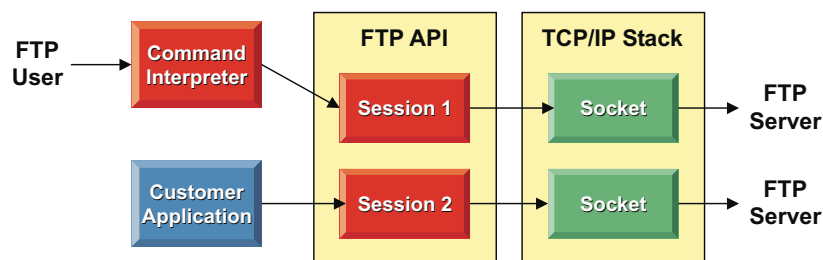 FTP API
TCP/IP Stack
FTP
User
Command
Interpreter
Session 1
Socket
FTP
Server
Customer
Application
Session 2
Socket
FTP
Server